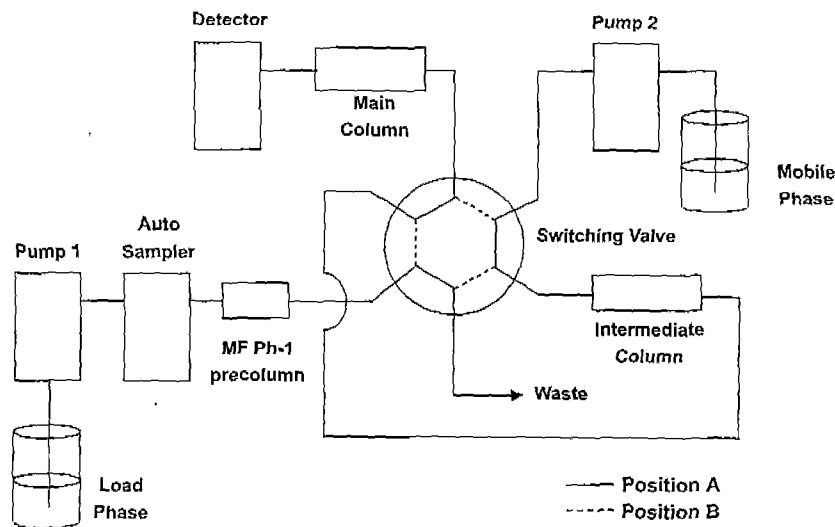 Detector
Pump 2
Main
Column
Mobile
Phase
Auto
Sampler
Switching Valve
Pump 1
MF Ph-1
precolumn
Intermediate
Column
Waste
Load
Phase
Position A
Position B